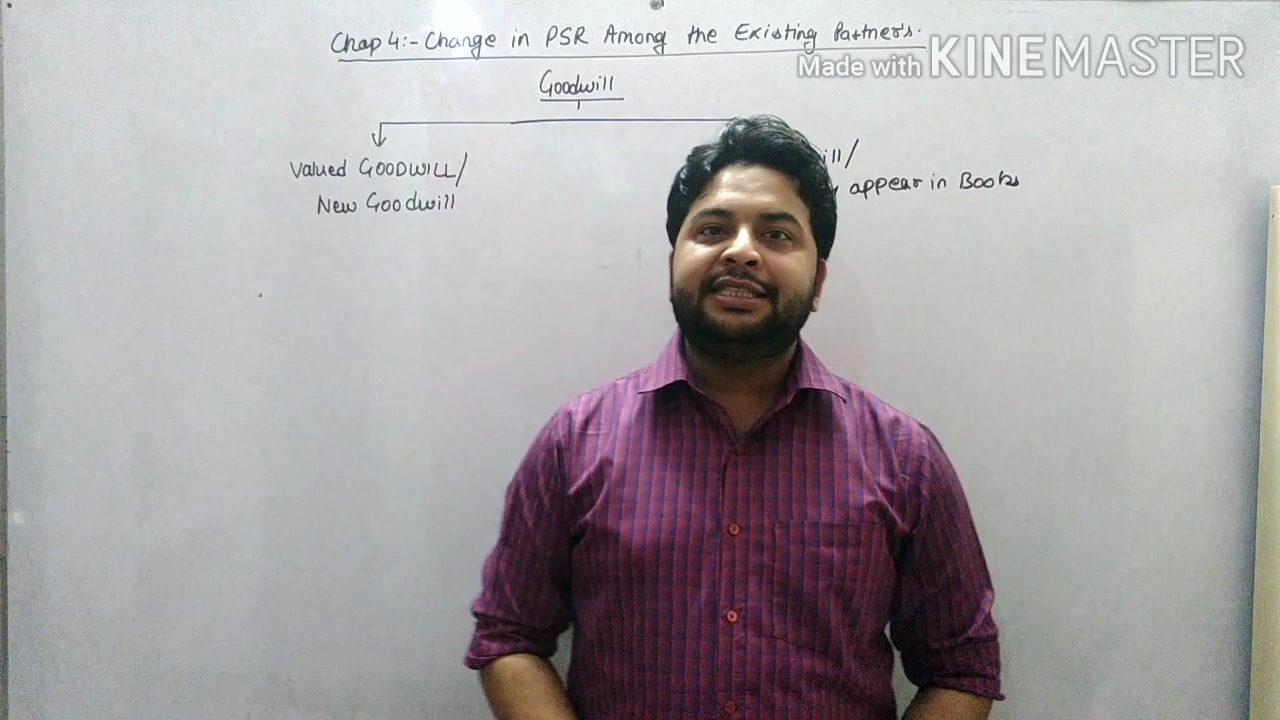 Chap 4:- Change in PSR Among the Existing Partner's.
Made with KINEMASTER
Goodwill
Valued GOODWILL/
New Goodwill
ill/
appear in Books